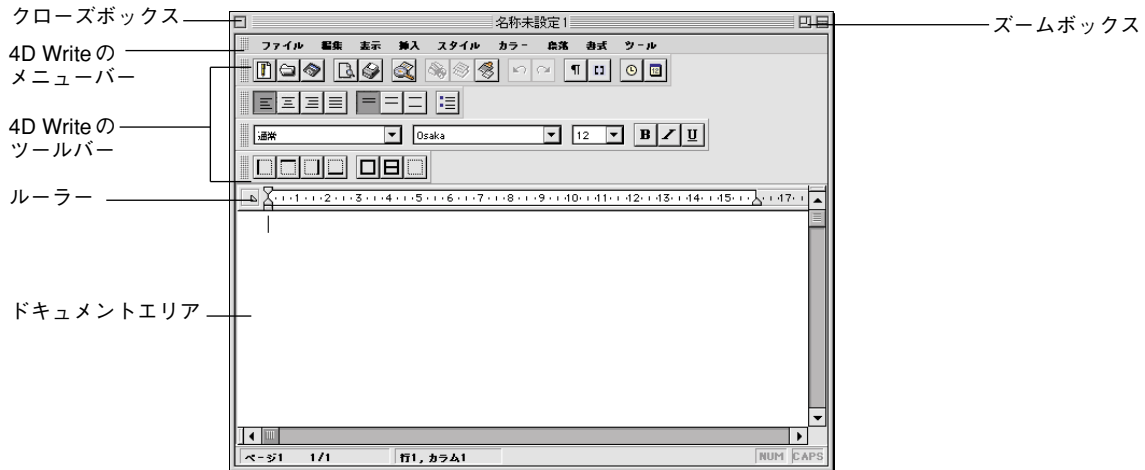 クローズボックス
名称未設定1
ズームボックス
4D Writeの
メニューバー
ファイル 編集 表示 挿入 スタイル カラー 段落 書式 ツール
4D Writeの
ツールバー
通常 Osaka 12 B I U
ルーラー
1 2 3 4 5 6 7 8 9 10 11 12 13 14 15 17
ドキュメントエリア
ページ1 1/1 行1, カラム1 NUM CAPS